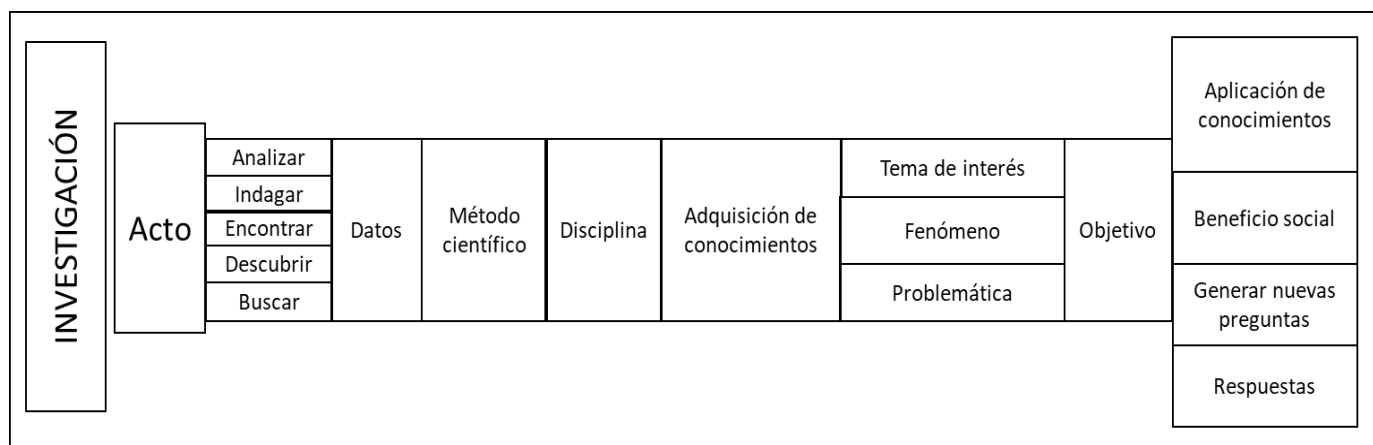 INVESTIGACIÓN
Acto
Analizar
Indagar
Encontrar
Descubrir
Buscar
Datos
Método
científico
Disciplina
Adquisición de
conocimientos
Tema de interés
Fenómeno
Problemática
Objetivo
Aplicación de
conocimientos
Beneficio social
Generar nuevas
preguntas
Respuestas